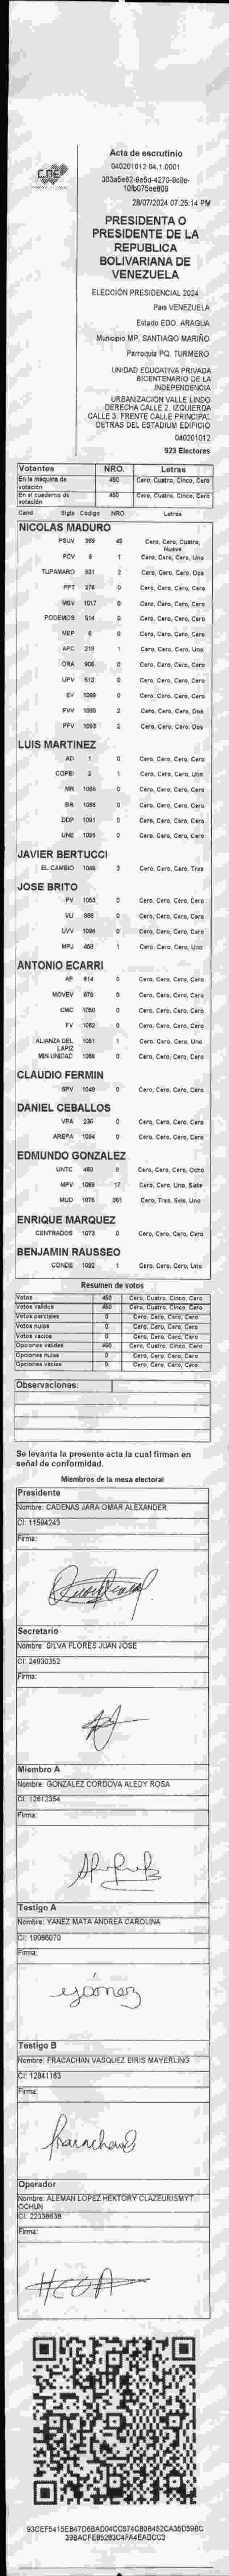 CNE
Acta de escrutinio
040201012.04.1.0001
28/07/2024 07:25:14 PM
PRESIDENTA O
PRESIDENTE DE LA
REPUBLICA
BOLIVARIANA DE
VENEZUELA
ELECCIÓN PRESIDENCIAL 2024
Pais VENEZUELA
Estado EDO. ARAGUA
Municipio MP. SANTIAGO MARIÑO
Parroquia PQ. TURMERO
UNIDAD EDUCATIVA PRIVADA
BICENTENARIO DE LA
INDEPENDENCIA
URBANIZACIÓN VALLE LINDO
DERECHA CALLE 2. IZQUIERDA
CALLE 3. FRENTE CALLE PRINCIPAL
DETRAS DEL ESTADIUM EDIFICIO
040201012
923 Electores
Votantes NRO. Letras
En la máquina de votación 450 Cero, Cuatro, Cinco, Cero
En el cuaderno de votación 450 Cero, Cuatro, Cinco, Cero
Cand Sigla Código NRO. Letras
NICOLAS MADURO
PSUV 269 49 Cero, Cero, Cuatro, Nueve
PCV 9 1 Cero, Cero, Cero, Uno
TUPAMARO 931 2 Cero, Cero, Cero, Dos
PPT 276 0 Cero, Cero, Cero, Cero
MSV 1017 0 Cero, Cero, Cero, Cero
PODEMOS 514 0 Cero, Cero, Cero, Cero
MEP 6 0 Cero, Cero, Cero, Cero
APC 219 1 Cero, Cero, Cero, Uno
ORA 906 0 Cero, Cero, Cero, Cero
UPV 513 0 Cero, Cero, Cero, Cero
EV 1089 0 Cero, Cero, Cero, Cero
PVV 1090 2 Cero, Cero, Cero, Dos
PFV 1093 2 Cero, Cero, Cero, Dos
LUIS MARTINEZ
AD 1 0 Cero, Cero, Cero, Cero
COPEI 2 1 Cero, Cero, Cero, Uno
MR 1066 0 Cero, Cero, Cero, Cero
BR 0 Cero, Cero, Cero, Cero
DDP 1091 0 Cero, Cero, Cero, Cero
UNE 1095 0 Cero, Cero, Cero, Cero
JAVIER BERTUCCI
EL CAMBIO 1048 3 Cero, Cero, Cero, Tres
JOSE BRITO
PV 1053 0 Cero, Cero, Cero, Cero
VU 868 0 Cero, Cero, Cero, Cero
UVV 1096 0 Cero, Cero, Cero, Cero
MPJ 458 1 Cero, Cero, Cero, Uno
ANTONIO ECARRI
AP 814 0 Cero, Cero, Cero, Cero
MOVEV 876 0 Cero, Cero, Cero, Cero
CMC 1050 0 Cero, Cero, Cero, Cero
FV 1062 0 Cero, Cero, Cero, Cero
ALIANZA DEL LAPIZ 1051 1 Cero, Cero, Cero, Uno
MIN UNIDAD 1068 0 Cero, Cero, Cero, Cero
CLAUDIO FERMIN
SPV 1049 0 Cero, Cero, Cero, Cero
DANIEL CEBALLOS
VPA 236 0 Cero, Cero, Cero, Cero
AREPA 1094 0 Cero, Cero, Cero, Cero
EDMUNDO GONZALEZ
UNTC 480 8 Cero, Cero, Cero, Ocho
MPV 1069 17 Cero, Cero, Uno, Siete
MUD 1076 361 Cero, Tres, Seis, Uno
ENRIQUE MARQUEZ
CENTRADOS 1073 0 Cero, Cero, Cero, Cero
BENJAMIN RAUSSEO
CONDE 1092 1 Cero, Cero, Cero, Uno
Resumen de votos
Votos 450 Cero, Cuatro, Cinco, Cero
Votos validos 450 Cero, Cuatro, Cinco, Cero
Votos parciales 0 Cero, Cero, Cero, Cero
Votos nulos 0 Cero, Cero, Cero, Cero
Votos vacios 0 Cero, Cero, Cero, Cero
Opciones validas 450 Cero, Cuatro, Cinco, Cero
Opciones nulas 0 Cero, Cero, Cero, Cero
Opciones vacias 0 Cero, Cero, Cero, Cero
Observaciones:
Se levanta la presente acta la cual firman en
señal de conformidad.
Miembros de la mesa electoral
Presidente
Nombre: CADENAS JARA OMAR ALEXANDER
CI: 11594243
Firma:
Secretario
Nombre: SILVA FLORES JUAN JOSE
CI: 24930352
Firma:
Miembro A
Nombre: GONZALEZ CORDOVA ALEDY ROSA
CI: 12612354
Firma:
Testigo A
Nombre: YANEZ MATA ANDREA CAROLINA
CI: 19086070
Firma:
Testigo B
Nombre: FRACACHAN VASQUEZ EIRIS MAYERLING
CI: 12841163
Firma:
Operador
Nombre: ALEMAN LOPEZ HEKTORY CLAZEURISMYT
OCHUN
CI: 22338638
Firma: